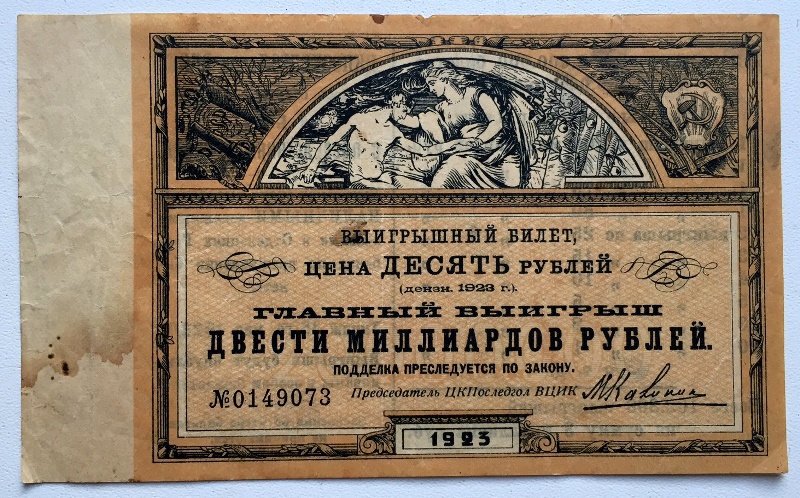 ВЫИГРЫШНЫЙ БИЛЕТ,
ЦЕНА ДЕСЯТЬ РУБЛЕЙ
(дензн. 1923 г.).
ГЛАВНЫЙ ВЫИГРЫШ
ДВЕСТИ МИЛЛИАРДОВ РУБЛЕЙ.
ПОДДЕЛКА ПРЕСЛЕДУЕТСЯ ПО ЗАКОНУ.
№0149073 Председатель ЦКПоследгол ВЦИК МКалинин
1923